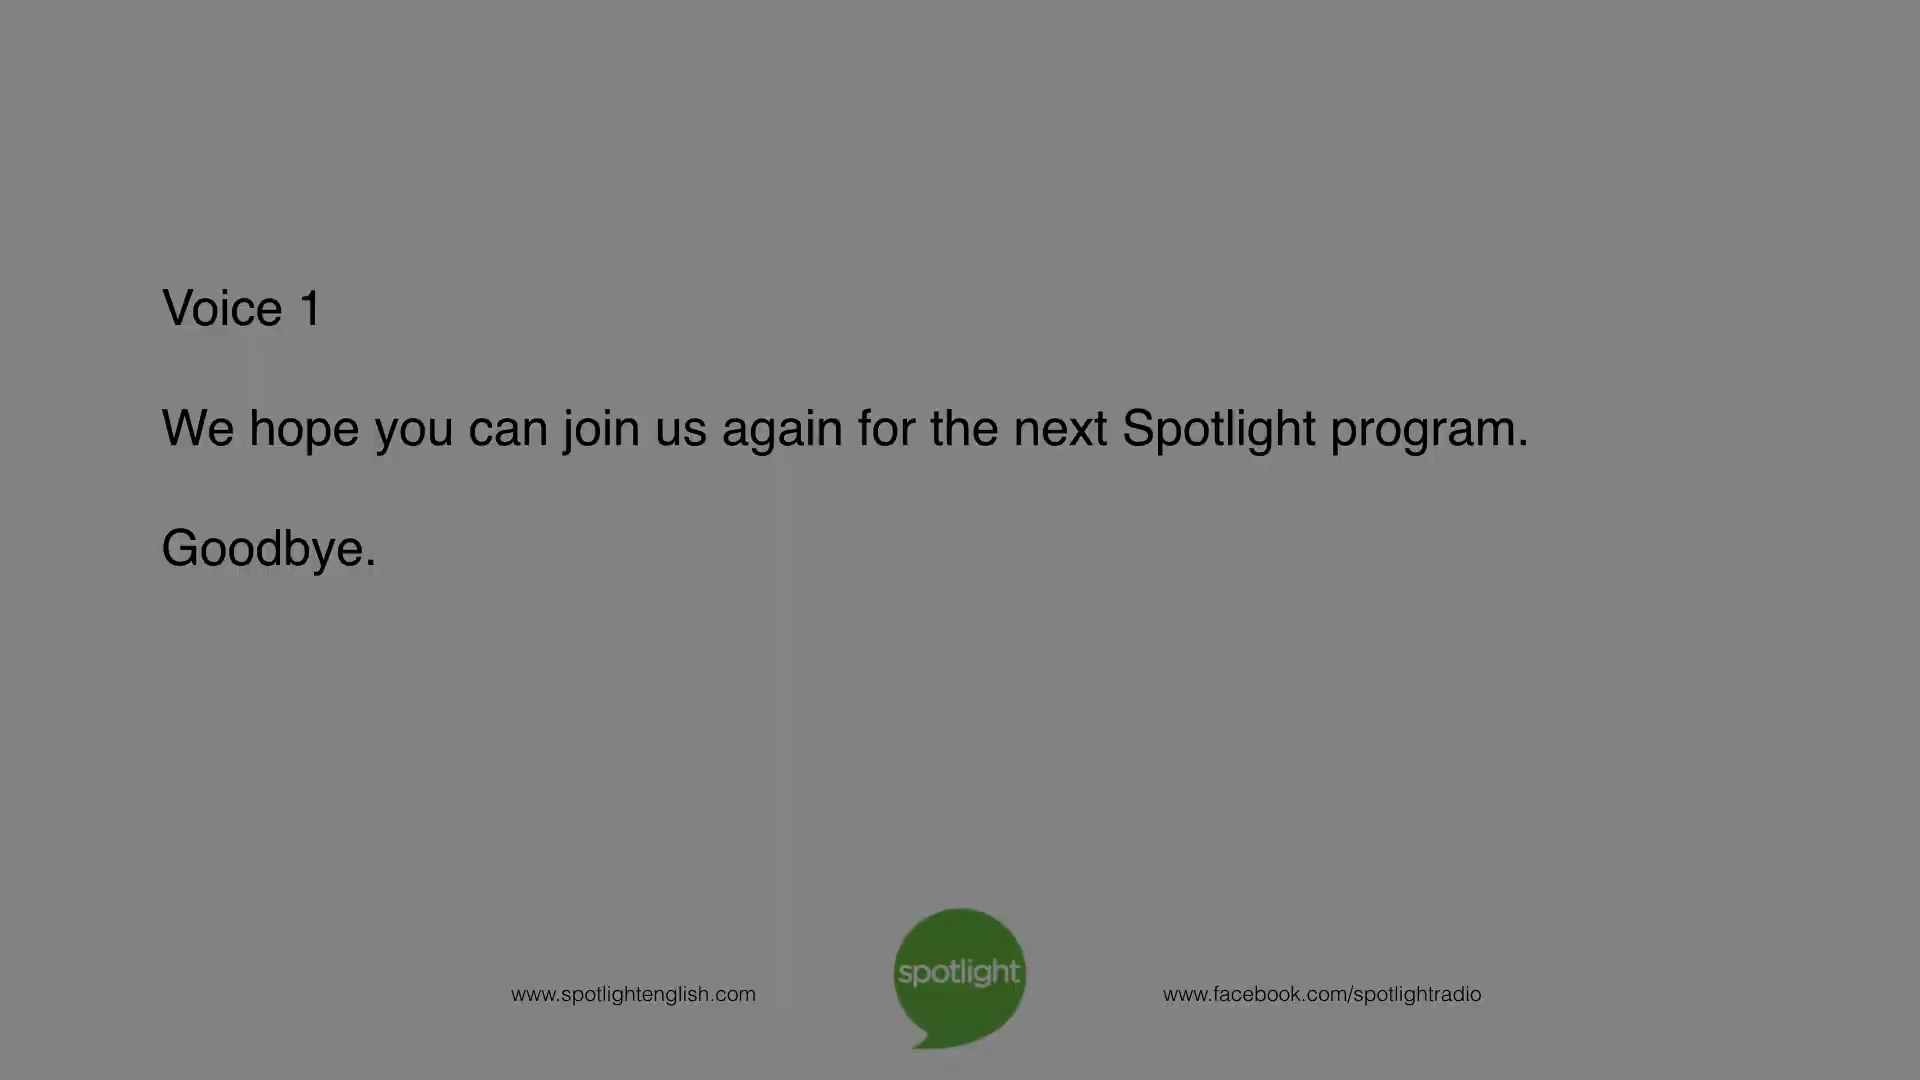 Voice 1
We hope you can join us again for the next Spotlight program.
Goodbye.
www.spotlightenglish.com
spotlight
www.facebook.com/spotlightradio